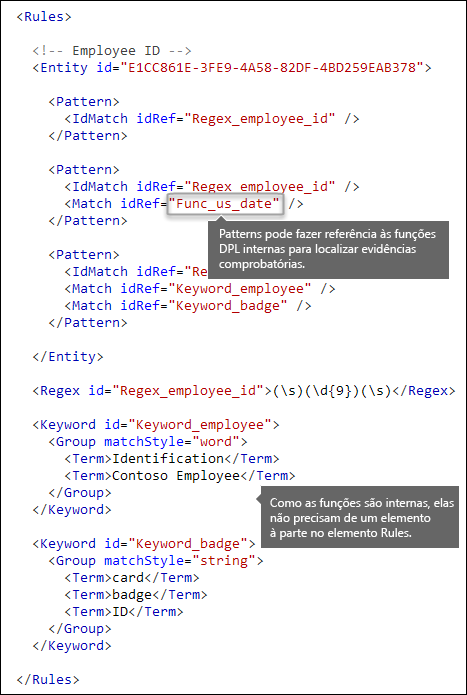 <Rules>
<!-- Employee ID -->
<Entity id="E1CC861E-3FE9-4A58-82DF-4BD259EAB378">
<Pattern>
<IdMatch idRef="Regex_employee_id" />
</Pattern>
<Pattern>
<IdMatch idRef="Regex_employee_id" />
<Match idRef="Func_us_date" />
</Pattern>
Patterns pode fazer referência às funções
DPL internas para localizar evidências
comprobatórias.
<Pattern>
<IdMatch idRef="Re
<Match idRef="Keyword_employee" />
<Match idRef="Keyword_badge" />
</Pattern>
</Entity>
<Regex id="Regex_employee_id">(\s)(\d{9})(\s)</Regex>
<Keyword id="Keyword_employee">
<Group matchStyle="word">
<Term>Identification</Term>
<Term>Contoso Employee</Term>
</Group>
</Keyword>
Como as funções são internas, elas
não precisam de um elemento
à parte no elemento Rules.
<Keyword id="Keyword_badge">
<Group matchStyle="string">
<Term>card</Term>
<Term>badge</Term>
<Term>ID</Term>
</Group>
</Keyword>
</Rules>